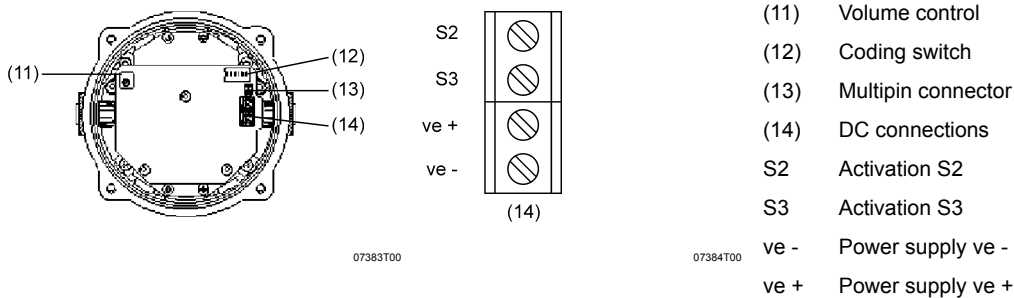 (11)
(12)
(13)
(14)
07383T00
S2
S3
ve +
ve -
(14)
07384T00
(11) Volume control
(12) Coding switch
(13) Multipin connector
(14) DC connections
S2 Activation S2
S3 Activation S3
ve - Power supply ve -
ve + Power supply ve +